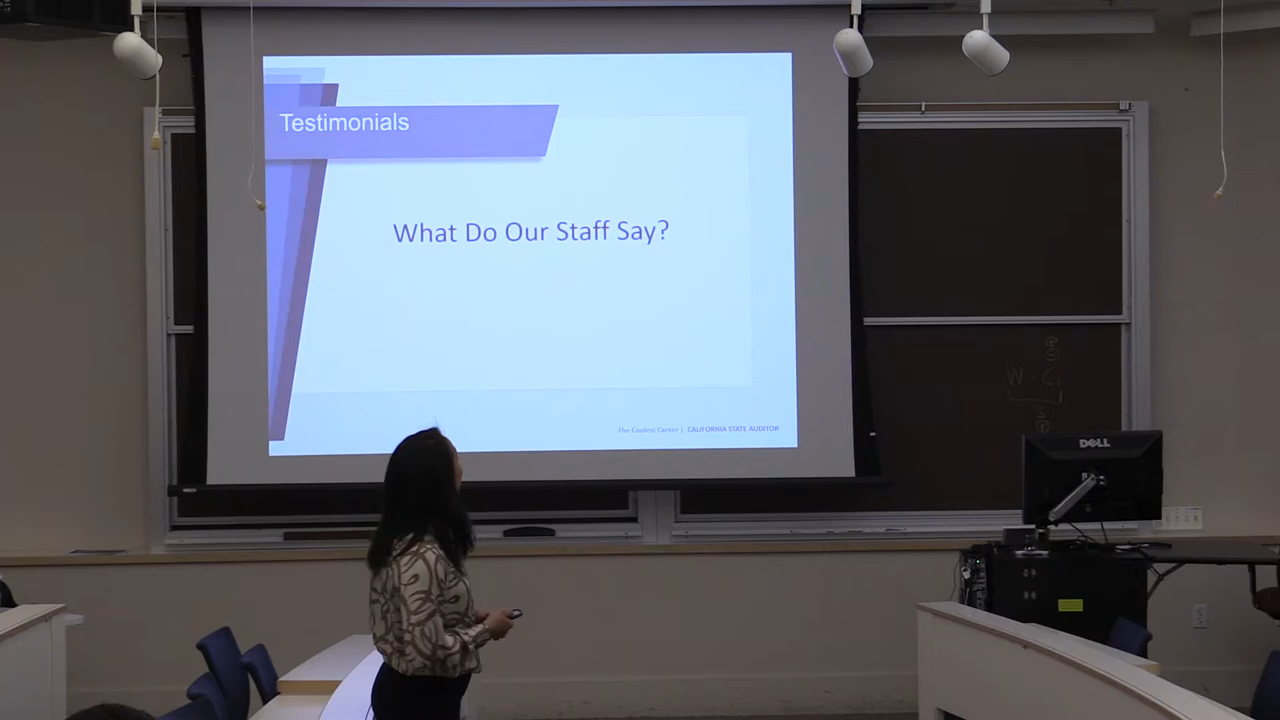 Testimonials
What Do Our Staff Say?
The Coolest Career | CALIFORNIA STATE AUDITOR
W-C
DELL